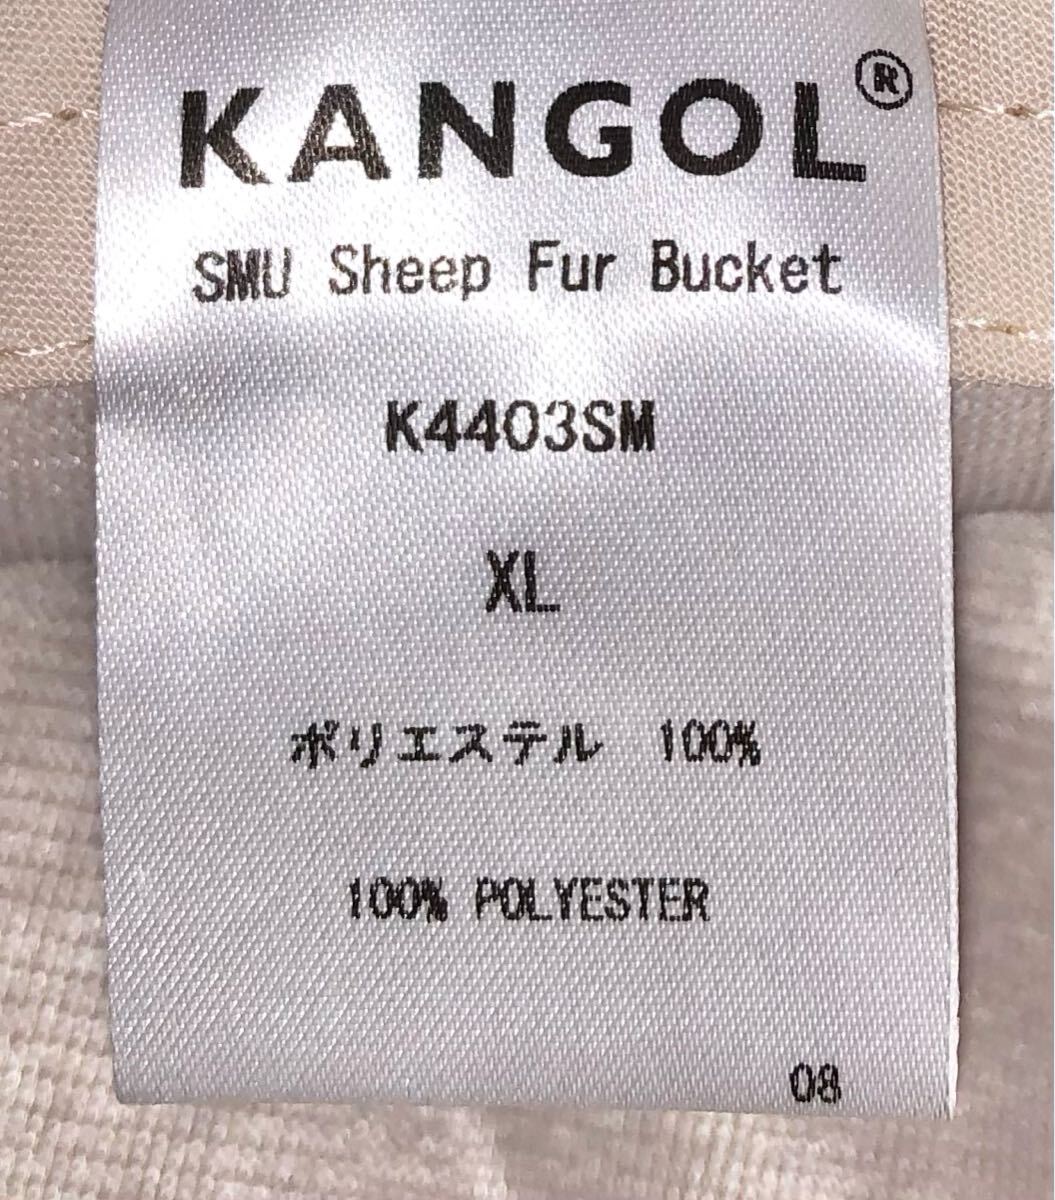 KANGOL®
SMU Sheep Fur Bucket
K4403SM
XL
ポリエステル 100%
100% POLYESTER
08